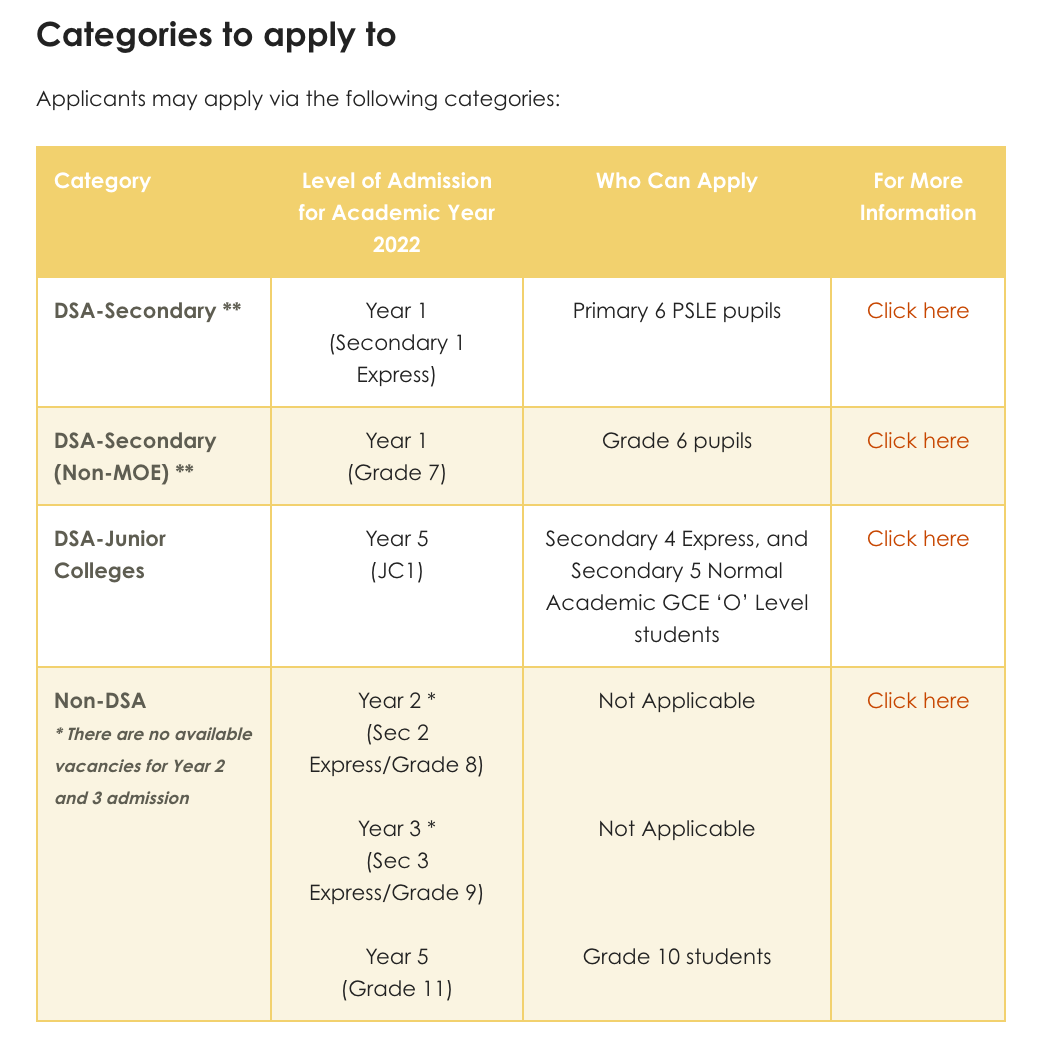 Categories to apply to
Applicants may apply via the following categories:
Category
Level of Admission
for Academic Year
2022
Who Can Apply
For More
Information
DSA-Secondary **
Year 1
(Secondary 1
Express)
Primary 6 PSLE pupils
Click here
DSA-Secondary
(Non-MOE) **
Year 1
(Grade 7)
Grade 6 pupils
Click here
DSA-Junior
Colleges
Year 5
(JC1)
Secondary 4 Express, and
Secondary 5 Normal
Academic GCE ‘O’ Level
students
Click here
Non-DSA
* There are no available
vacancies for Year 2
and 3 admission
Year 2 *
(Sec 2
Express/Grade 8)
Not Applicable
Click here
Year 3 *
(Sec 3
Express/Grade 9)
Not Applicable
Year 5
(Grade 11)
Grade 10 students